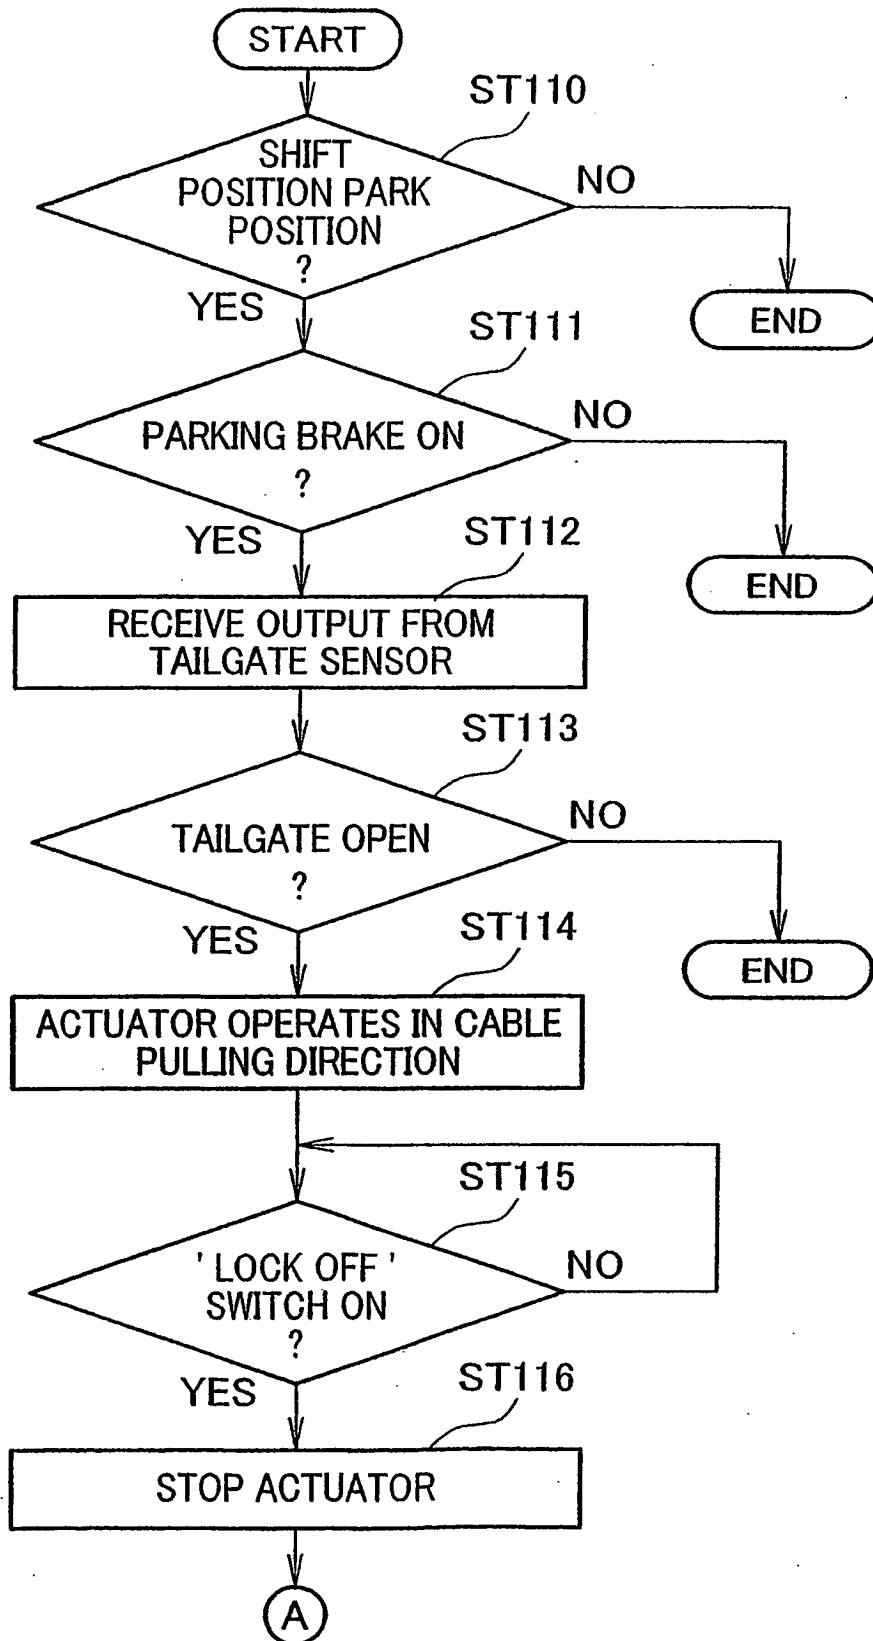 START
ST110
SHIFT
POSITION PARK
POSITION
?
NO
YES
END
ST111
PARKING BRAKE ON
?
NO
YES
END
ST112
RECEIVE OUTPUT FROM
TAILGATE SENSOR
ST113
TAILGATE OPEN
?
NO
YES
END
ST114
ACTUATOR OPERATES IN CABLE
PULLING DIRECTION
ST115
'LOCK OFF'
SWITCH ON
?
NO
YES
ST116
STOP ACTUATOR
A